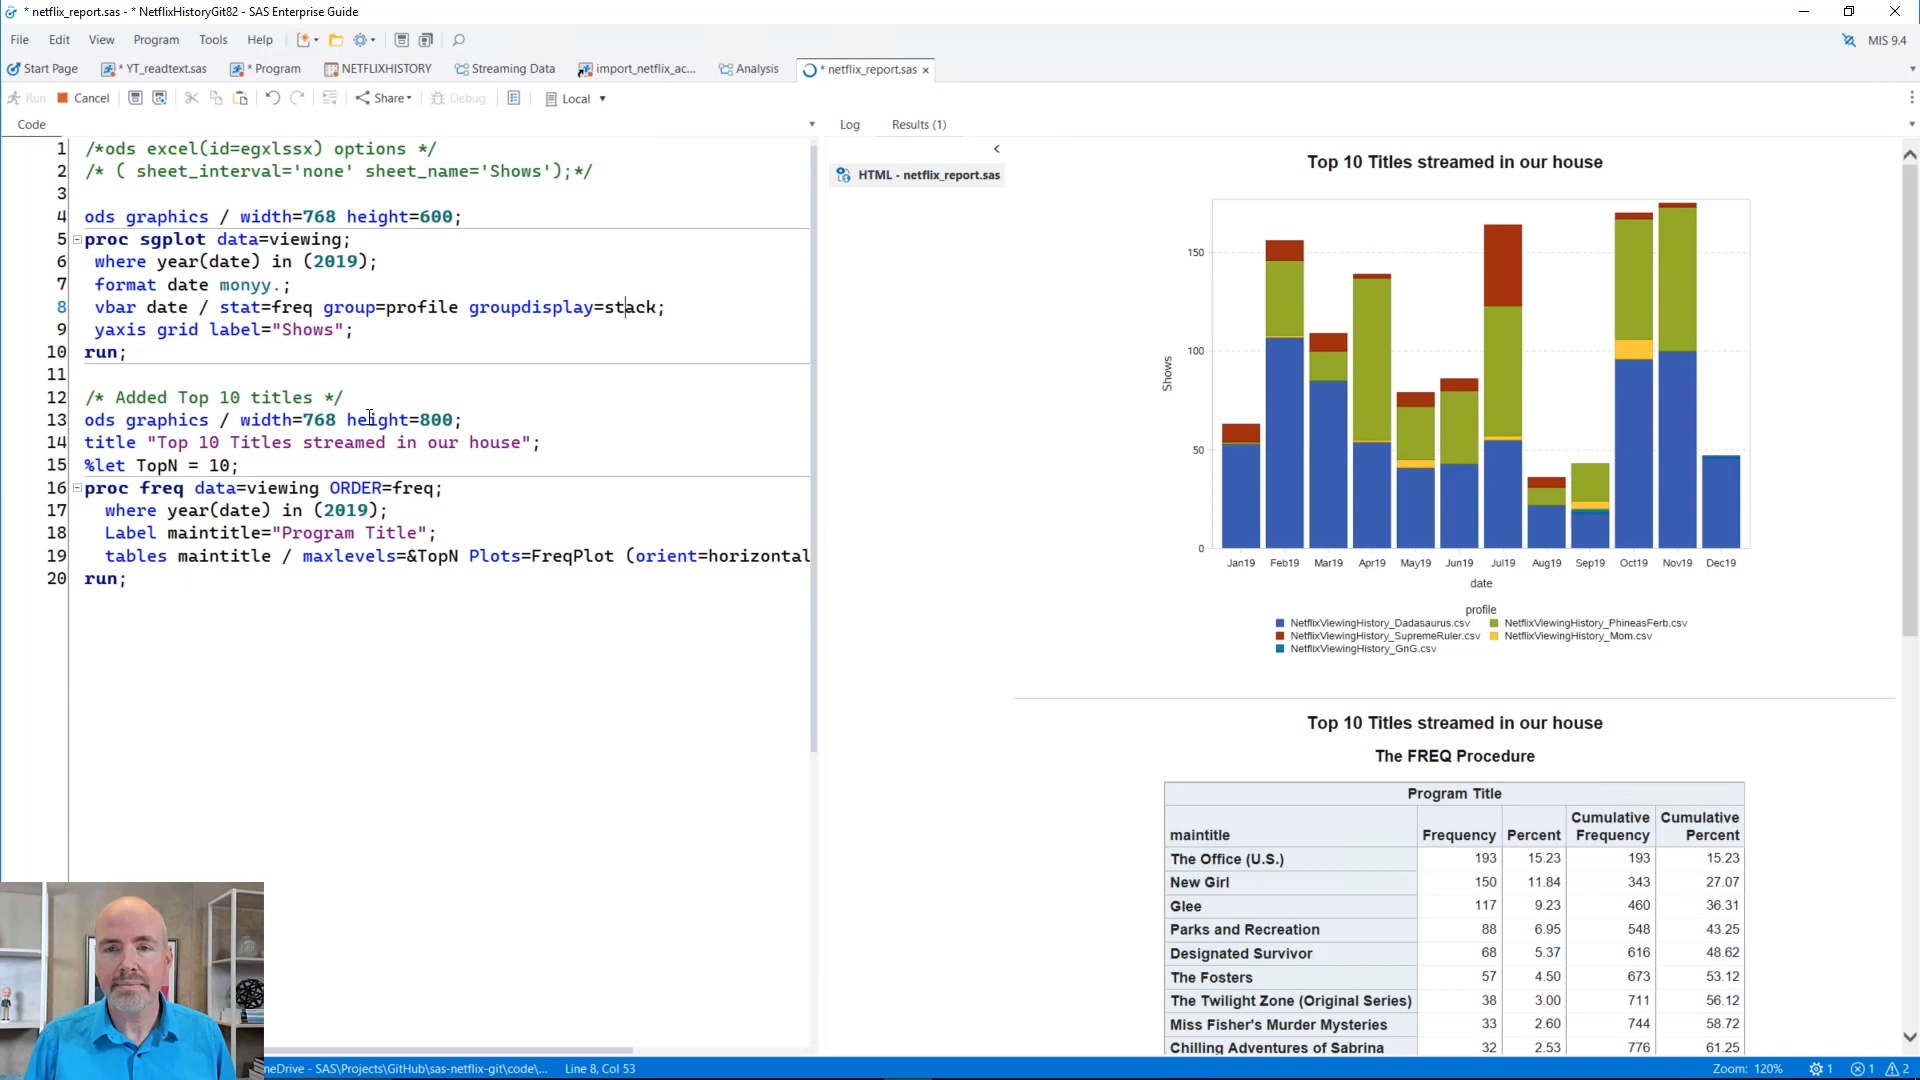 * netflix_report.sas - * NetflixHistoryGit82 - SAS Enterprise Guide
File Edit View Program Tools Help MIS 9.4
Start Page * YT_readtext.sas * Program NETFLIXHISTORY Streaming Data import_netflix_ac... Analysis * netflix_report.sas
Run Cancel Share Debug Local
Code
1 /*ods excel(id=egxlssx) options */
2 /* ( sheet_interval='none' sheet_name='Shows');*/
3
4 ods graphics / width=768 height=600;
5 proc sgplot data=viewing;
6 where year(date) in (2019);
7 format date monyy.;
8 vbar date / stat=freq group=profile groupdisplay=stack;
9 yaxis grid label="Shows";
10 run;
11
12 /* Added Top 10 titles */
13 ods graphics / width=768 height=800;
14 title "Top 10 Titles streamed in our house";
15 %let TopN = 10;
16 proc freq data=viewing ORDER=freq;
17 where year(date) in (2019);
18 Label maintitle="Program Title";
19 tables maintitle / maxlevels=&TopN Plots=FreqPlot (orient=horizontal
20 run;
Log Results (1)
HTML - netflix_report.sas
Top 10 Titles streamed in our house
150
100
50
0
Shows
Jan19 Feb19 Mar19 Apr19 May19 Jun19 Jul19 Aug19 Sep19 Oct19 Nov19 Dec19
date
profile
NetflixViewingHistory_Dadasaurus.csv NetflixViewingHistory_PhineasFerb.csv
NetflixViewingHistory_SupremeRuler.csv NetflixViewingHistory_Mom.csv
NetflixViewingHistory_GnG.csv
Top 10 Titles streamed in our house
The FREQ Procedure
Program Title
maintitle Frequency Percent Cumulative Frequency Cumulative Percent
The Office (U.S.) 193 15.23 193 15.23
New Girl 150 11.84 343 27.07
Glee 117 9.23 460 36.31
Parks and Recreation 88 6.95 548 43.25
Designated Survivor 68 5.37 616 48.62
The Fosters 57 4.50 673 53.12
The Twilight Zone (Original Series) 38 3.00 711 56.12
Miss Fisher's Murder Mysteries 33 2.60 744 58.72
Chilling Adventures of Sabrina 32 2.53 776 61.25
neDrive - SAS\Projects\GitHub\sas-netflix-git\code\... Line 8, Col 53 Zoom: 120% 1 1 2